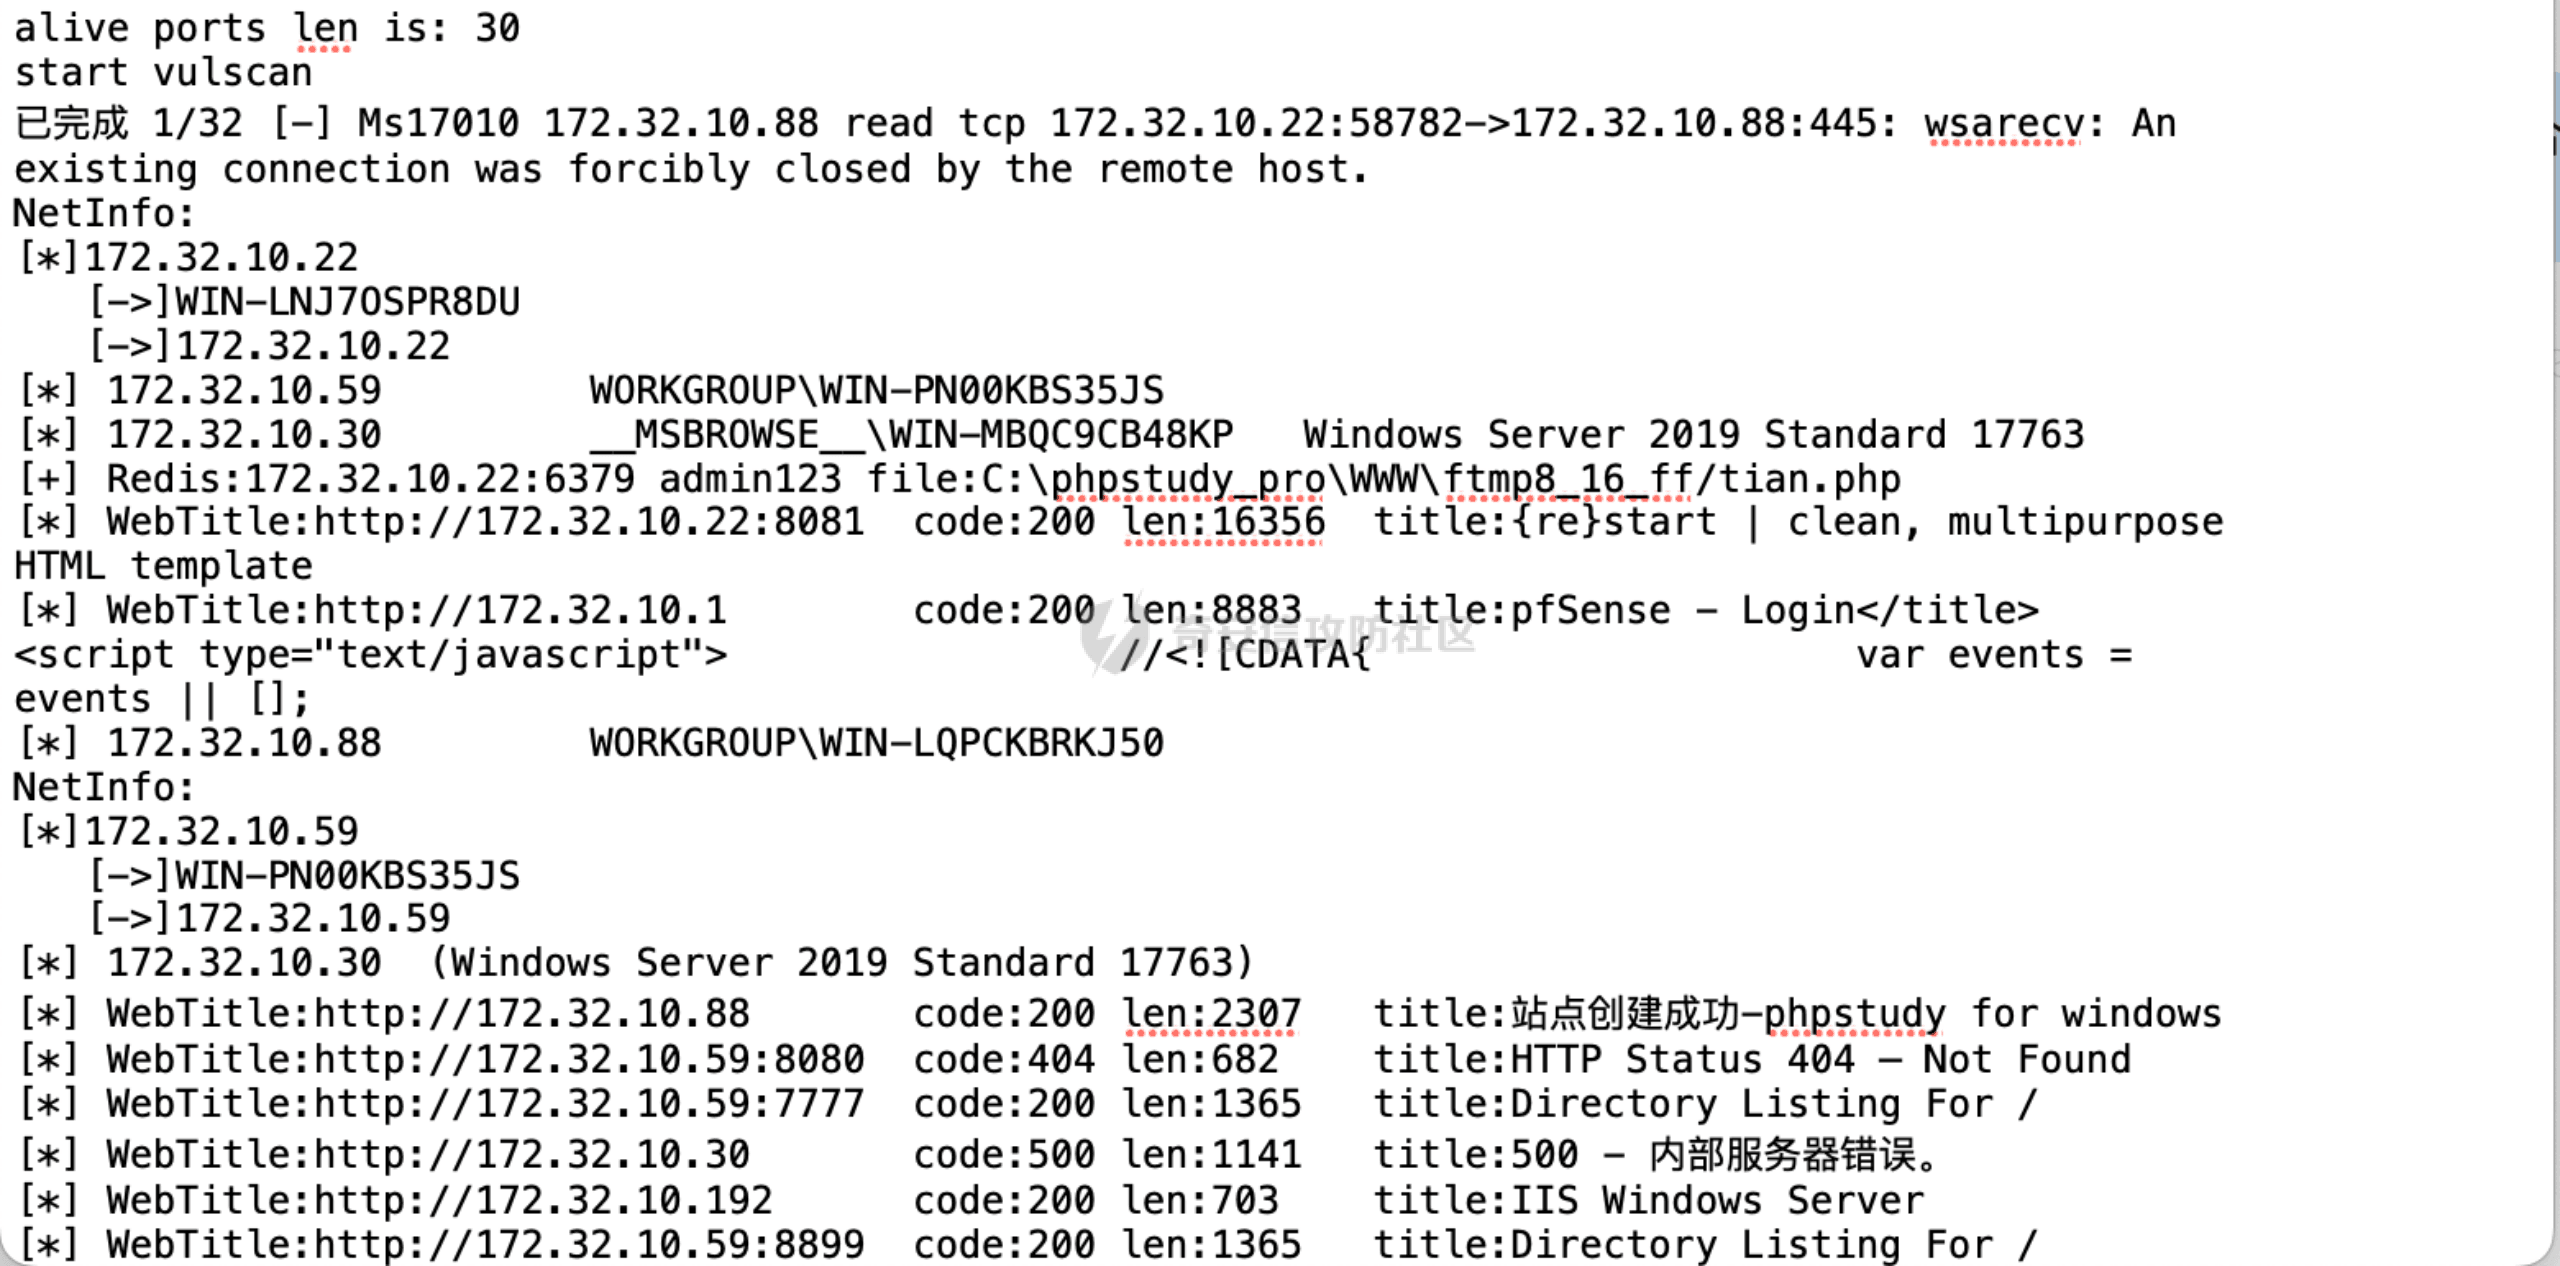 alive ports len is: 30
start vulscan
已完成 1/32 [-] Ms17010 172.32.10.88 read tcp 172.32.10.22:58782->172.32.10.88:445: wsarecv: An
existing connection was forcibly closed by the remote host.
NetInfo:
[*]172.32.10.22
[->]WIN-LNJ7OSPR8DU
[->]172.32.10.22
[*] 172.32.10.59 WORKGROUP\WIN-PN00KBS35JS
[*] 172.32.10.30 __MSBROWSE__\WIN-MBQC9CB48KP Windows Server 2019 Standard 17763
[+] Redis:172.32.10.22:6379 admin123 file:C:\phpstudy_pro\WWW\ftmp8_16_ff/tian.php
[*] WebTitle:http://172.32.10.22:8081 code:200 len:16356 title:{re}start | clean, multipurpose
HTML template
[*] WebTitle:http://172.32.10.1 code:200 len:8883 title:pfSense - Login</title>
<script type="text/javascript"> //<![CDATA{ var events =
events || [];
奇安信攻防社区
[*] 172.32.10.88 WORKGROUP\WIN-LQPCKBRKJ50
NetInfo:
[*]172.32.10.59
[->]WIN-PN00KBS35JS
[->]172.32.10.59
[*] 172.32.10.30 (Windows Server 2019 Standard 17763)
[*] WebTitle:http://172.32.10.88 code:200 len:2307 title:站点创建成功-phpstudy for windows
[*] WebTitle:http://172.32.10.59:8080 code:404 len:682 title:HTTP Status 404 – Not Found
[*] WebTitle:http://172.32.10.59:7777 code:200 len:1365 title:Directory Listing For /
[*] WebTitle:http://172.32.10.30 code:500 len:1141 title:500 - 内部服务器错误。
[*] WebTitle:http://172.32.10.192 code:200 len:703 title:IIS Windows Server
[*] WebTitle:http://172.32.10.59:8899 code:200 len:1365 title:Directory Listing For /